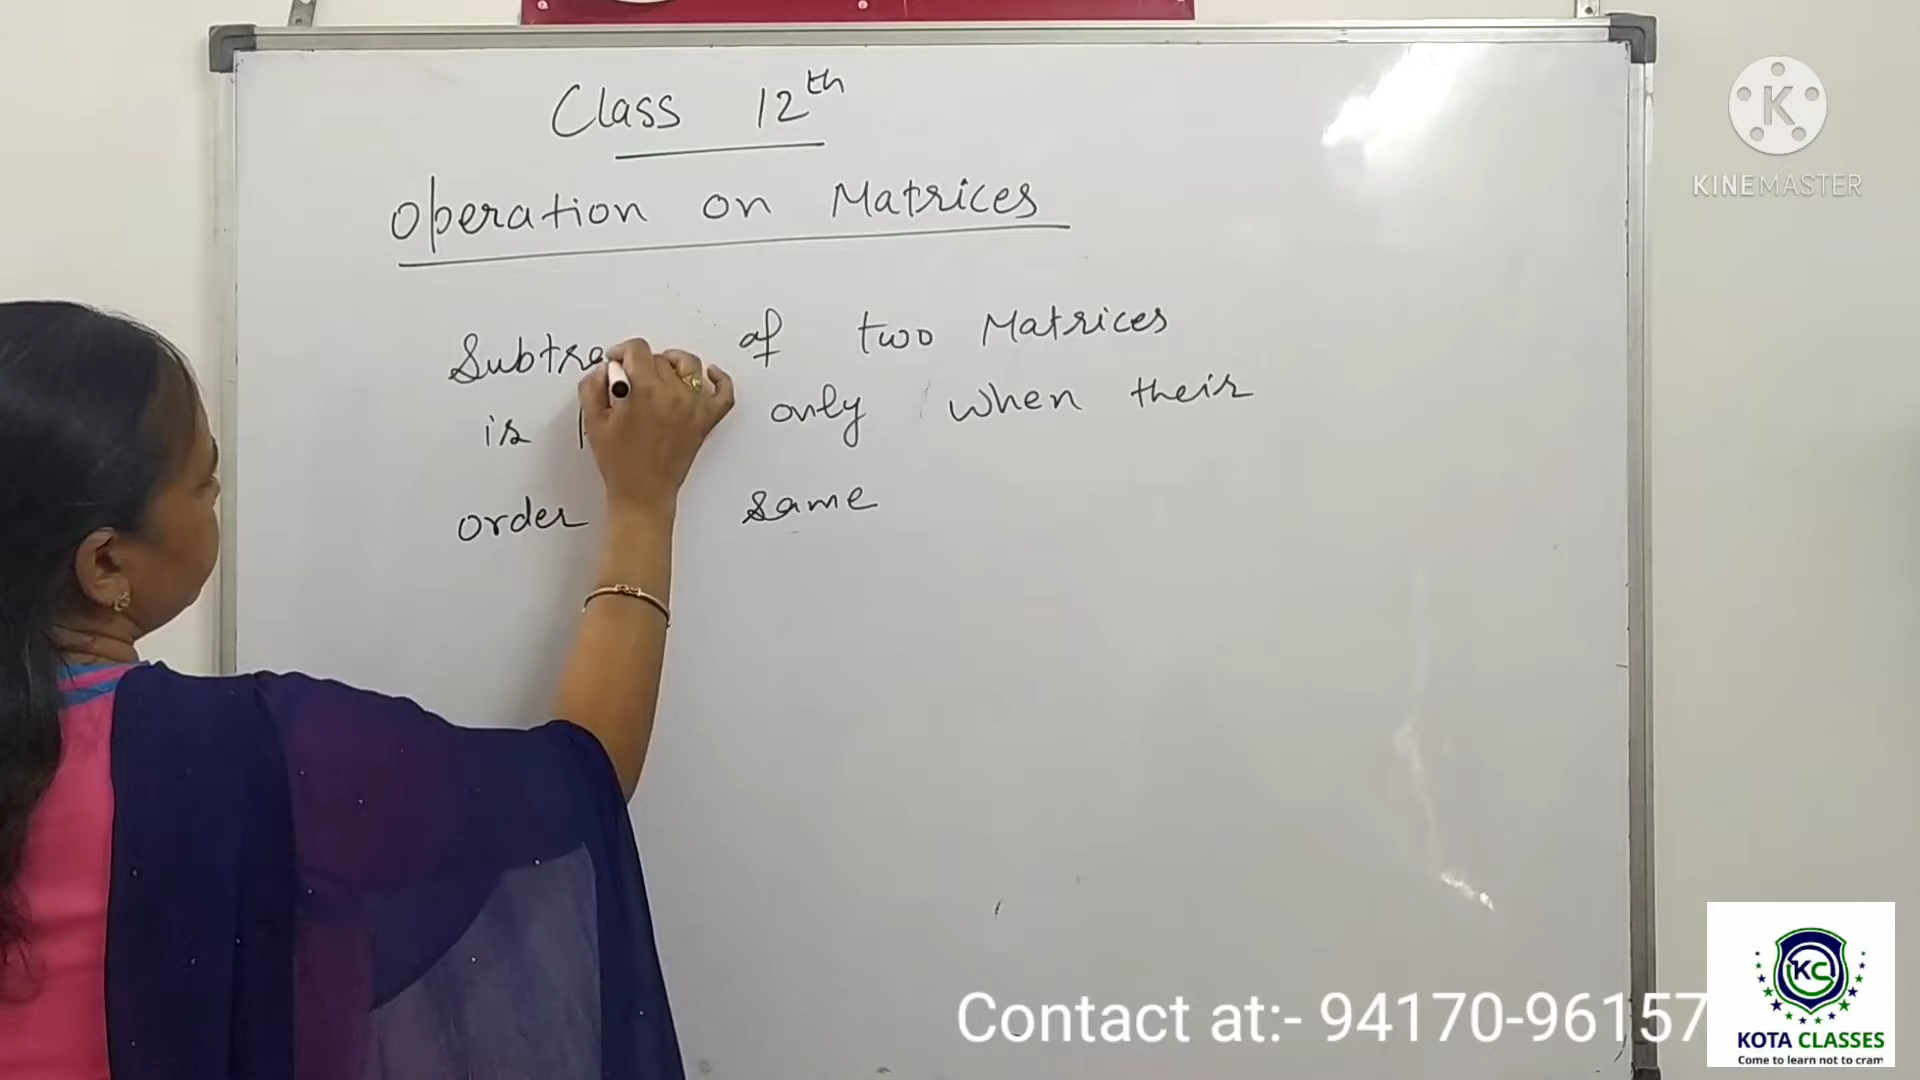 Class 12th
Operation on Matrices
of two Matrices
is only when their
order same
K
KINEMASTER
KC
Contact at:- 94170-96157
KOTA CLASSES
Come to learn not to cram